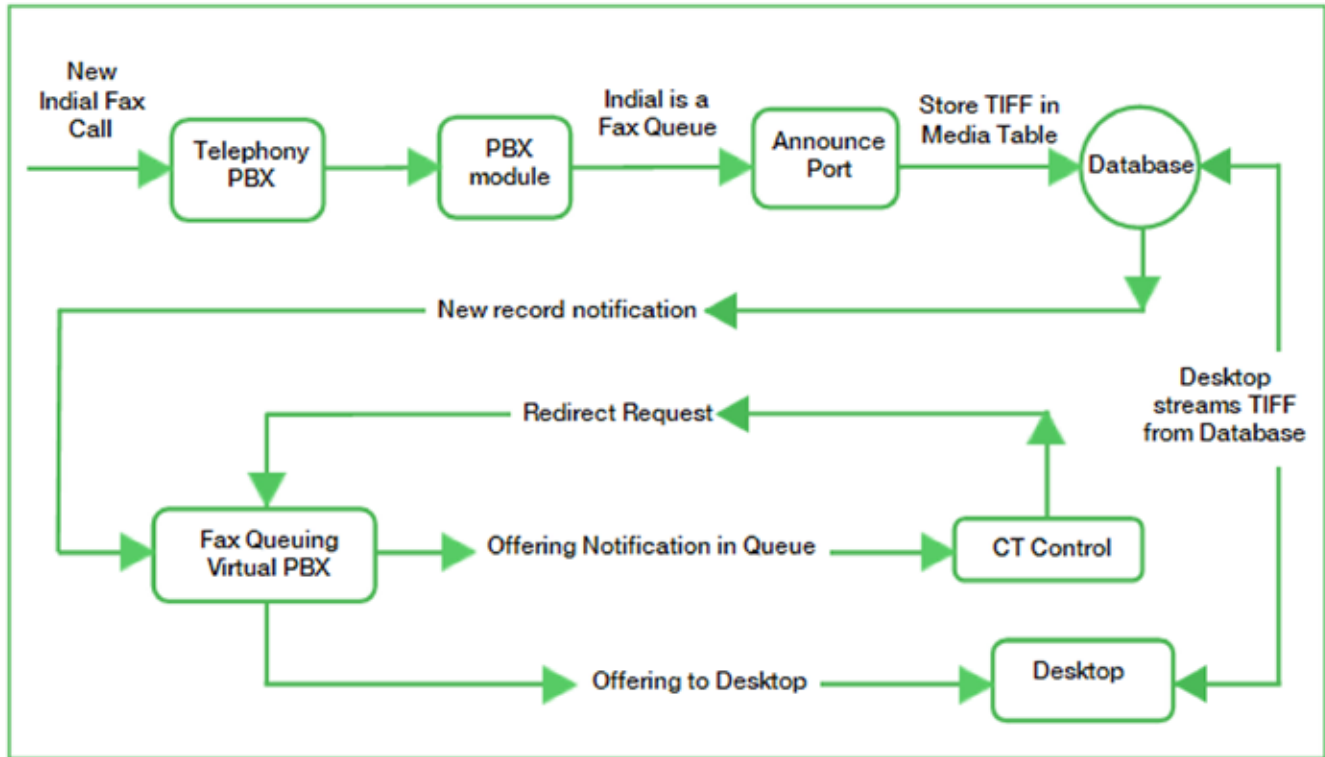 New
Indial Fax
Call
Telephony
PBX
PBX
module
Indial is a
Fax Queue
Announce
Port
Store TIFF in
Media Table
Database
New record notification
Desktop
streams TIFF
from Database
Redirect Request
Fax Queuing
Virtual PBX
Offering Notification in Queue
CT Control
Offering to Desktop
Desktop